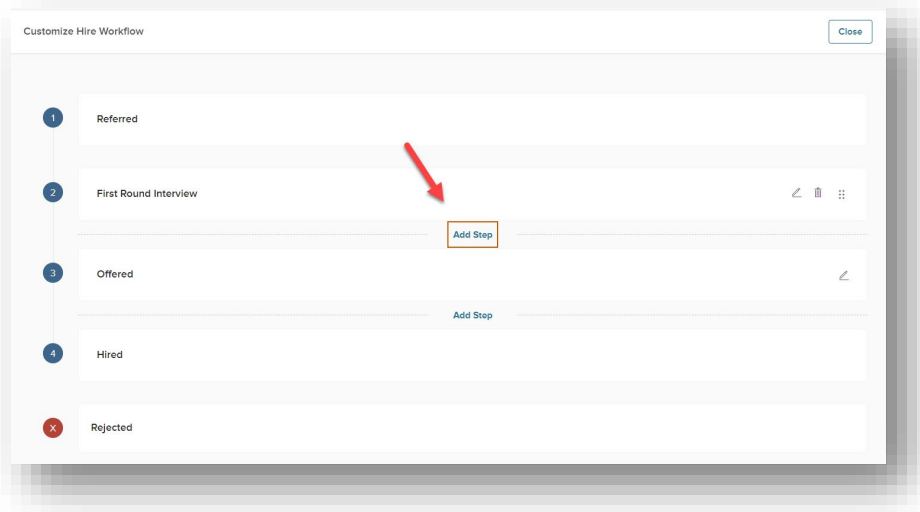 Customize Hire Workflow
Close
1
Referred
2
First Round Interview
Add Step
3
Offered
Add Step
4
Hired
X
Rejected